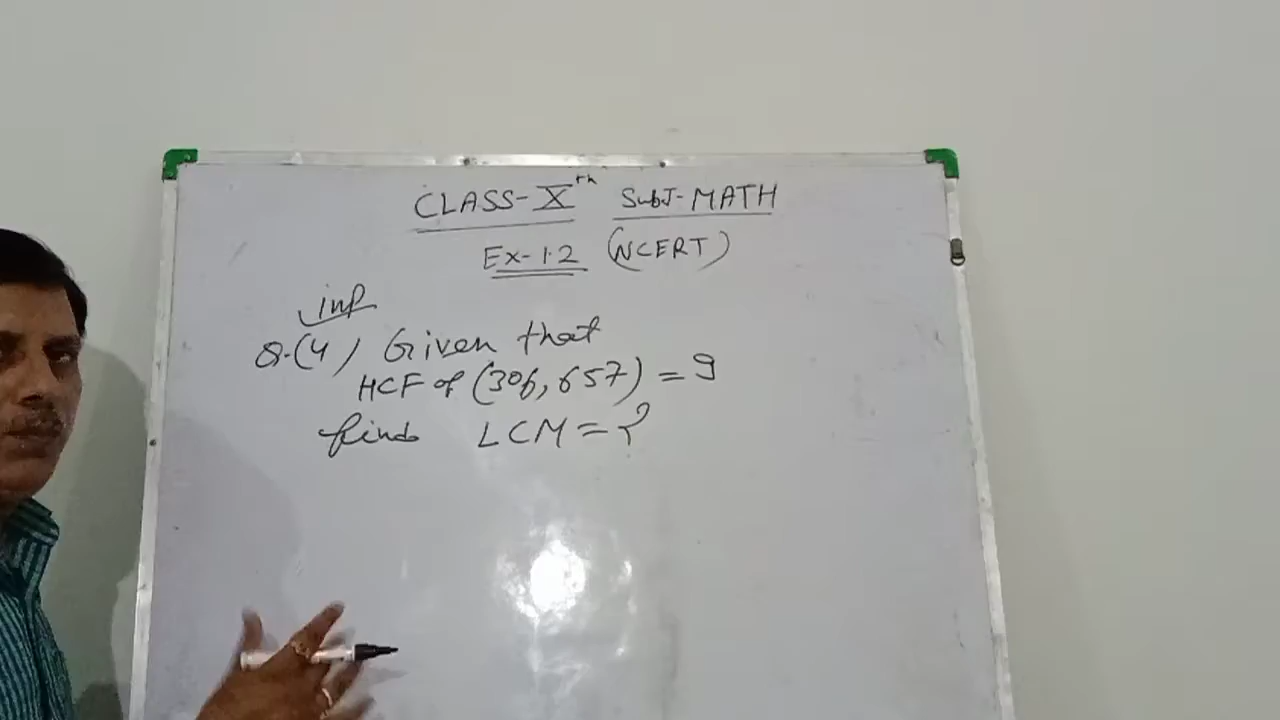 CLASS-Xth SUBJ-MATH
Ex-1.2 (NCERT)
imp
Q.(4) Given that
HCF of (306, 657) = 9
find LCM = ?